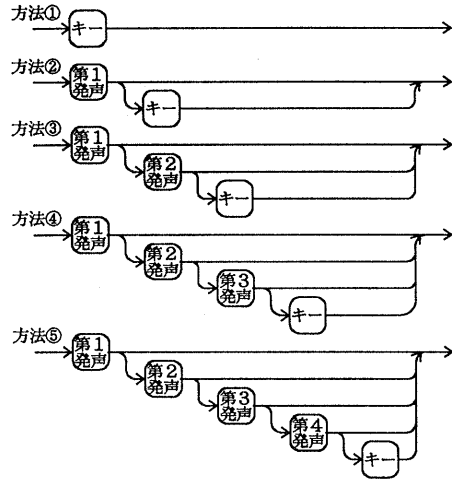 方法①
キー
方法②
第1
発声
キー
方法③
第1
発声
第2
発声
キー
方法④
第1
発声
第2
発声
第3
発声
キー
方法⑤
第1
発声
第2
発声
第3
発声
第4
発声
キー